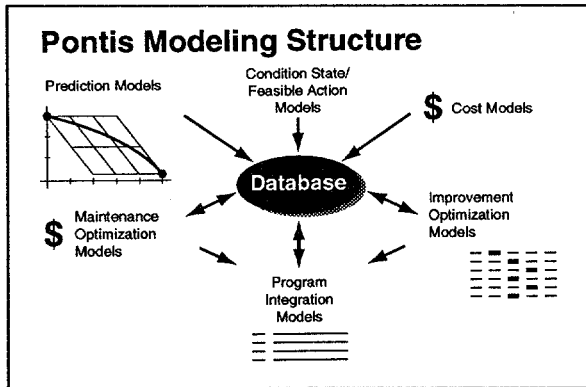 Pontis Modeling Structure
Prediction Models
Condition State/
Feasible Action
Models
$ Cost Models
Database
$ Maintenance
Optimization
Models
Improvement
Optimization
Models
Program
Integration
Models